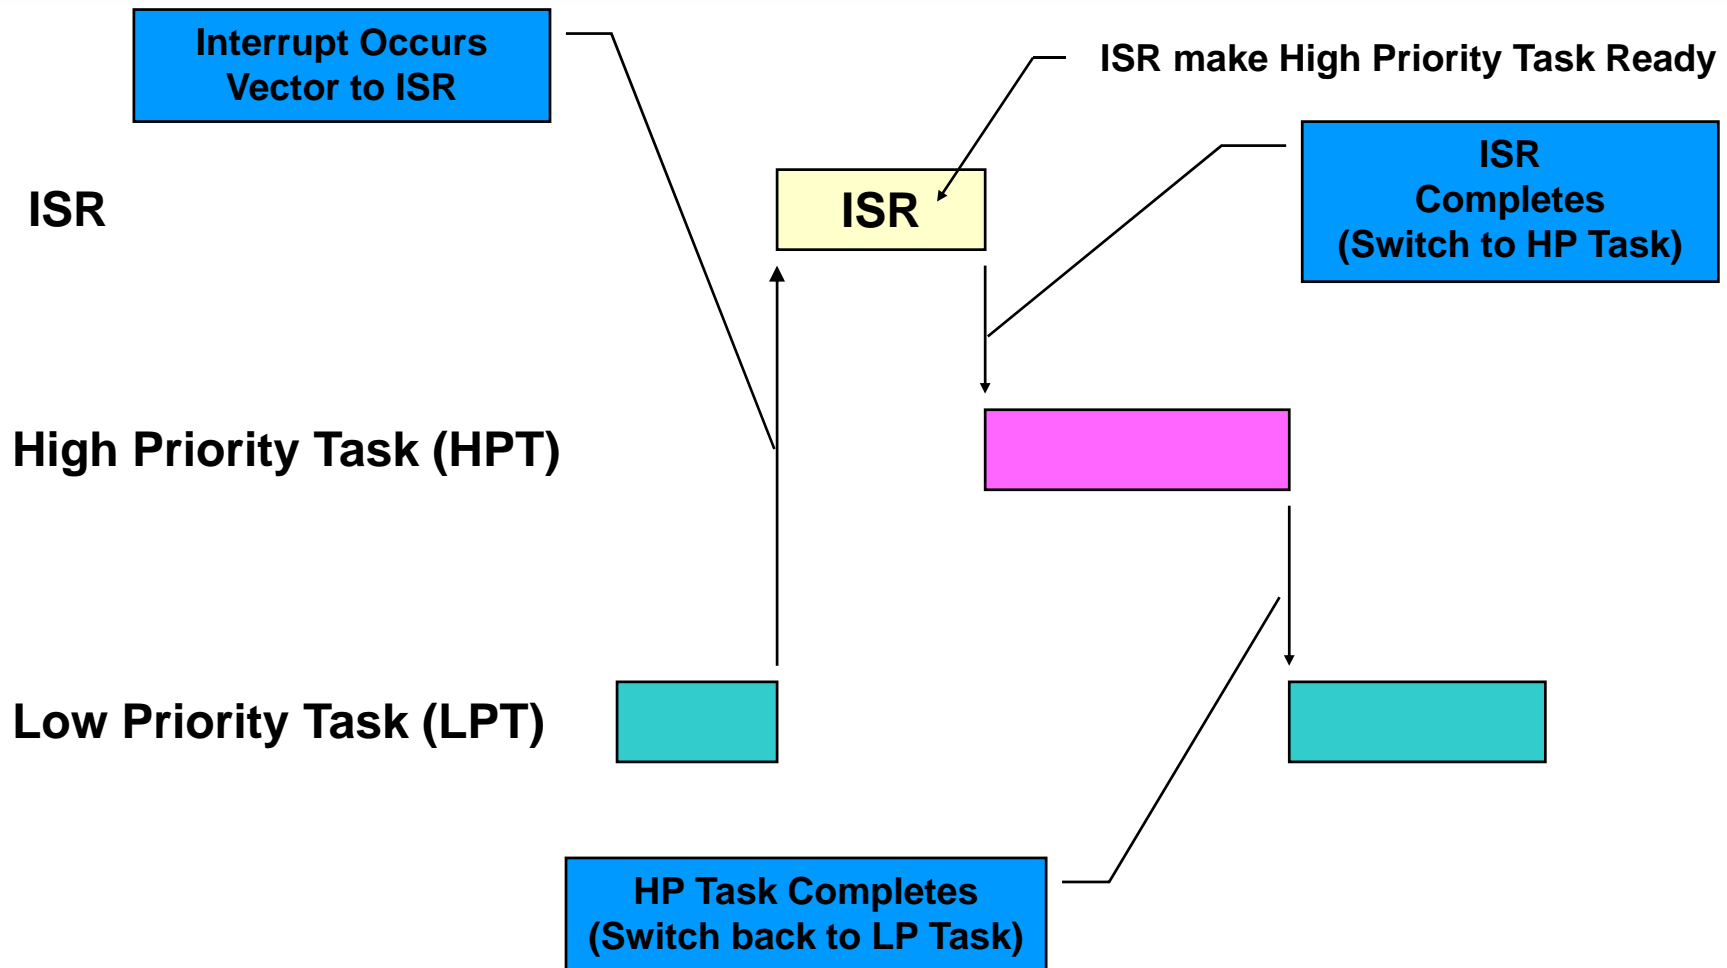 Interrupt Occurs
Vector to ISR
ISR make High Priority Task Ready
ISR
Completes
(Switch to HP Task)
ISR
ISR
High Priority Task (HPT)
Low Priority Task (LPT)
HP Task Completes
(Switch back to LP Task)